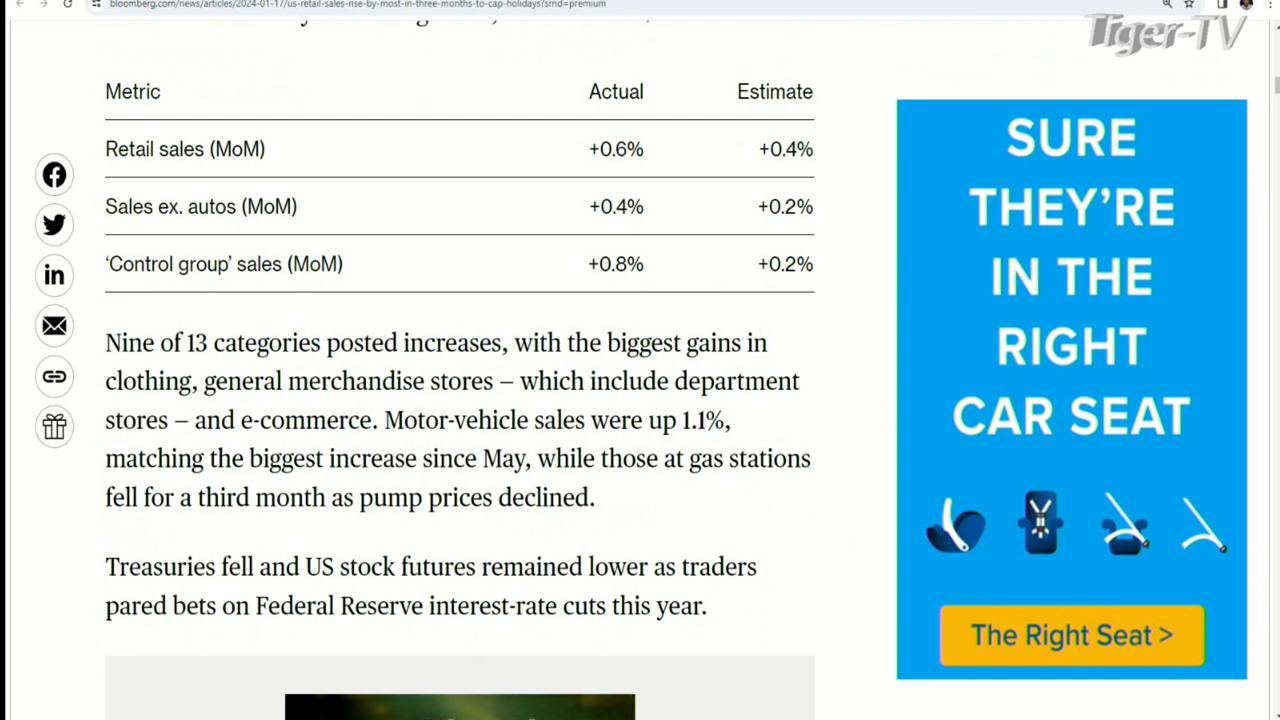 bloomberg.com/news/articles/2024-01-17/us-retail-sales-rise-by-most-in-three-months-to-cap-holidays?srnd=premium
Tiger-TV
Metric Actual Estimate
Retail sales (MoM) +0.6% +0.4%
Sales ex. autos (MoM) +0.4% +0.2%
‘Control group’ sales (MoM) +0.8% +0.2%
Nine of 13 categories posted increases, with the biggest gains in
clothing, general merchandise stores – which include department
stores – and e-commerce. Motor-vehicle sales were up 1.1%,
matching the biggest increase since May, while those at gas stations
fell for a third month as pump prices declined.
Treasuries fell and US stock futures remained lower as traders
pared bets on Federal Reserve interest-rate cuts this year.
SURE
THEY’RE
IN THE
RIGHT
CAR SEAT
The Right Seat >